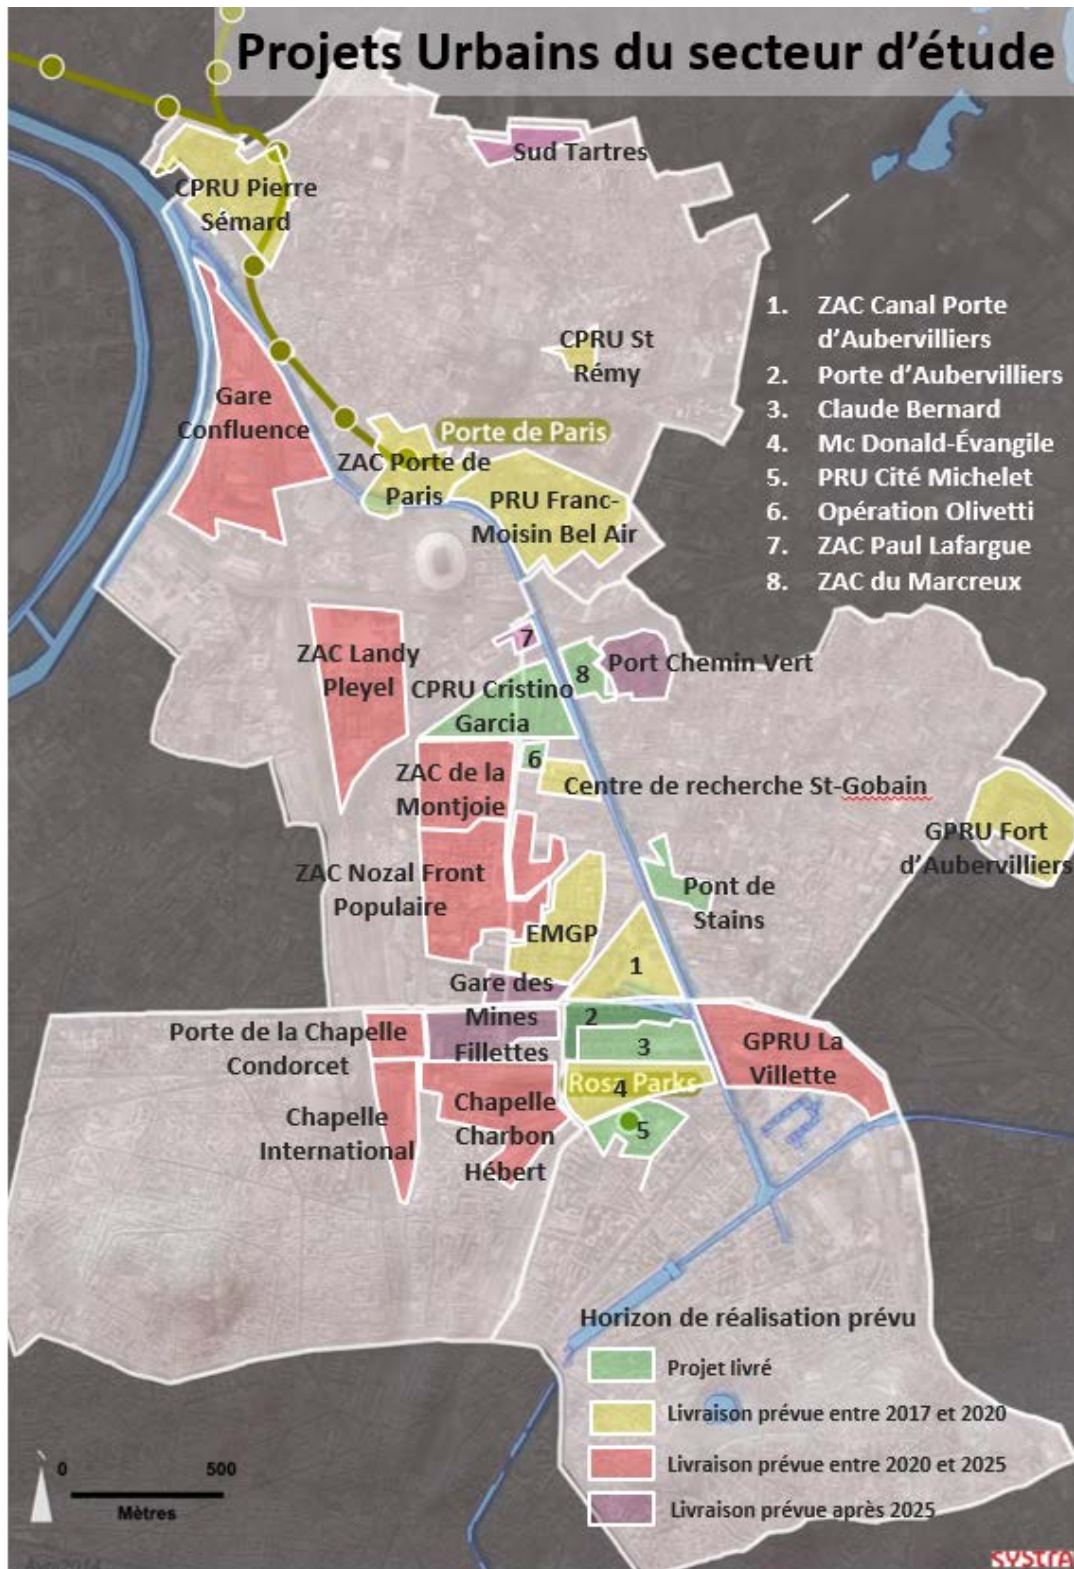 Projets Urbains du secteur d’étude
Sud Tartres
CPRU Pierre
Sémard
1. ZAC Canal Porte
d’Aubervilliers
2. Porte d’Aubervilliers
3. Claude Bernard
4. Mc Donald-Évangile
5. PRU Cité Michelet
6. Opération Olivetti
7. ZAC Paul Lafargue
8. ZAC du Marcreux
CPRU St
Rémy
Gare
Confluence
Porte de Paris
ZAC Porte de
Paris
PRU Franc-
Moisin Bel Air
7
8
Port Chemin Vert
ZAC Landy
Pleyel
CPRU Cristino
Garcia
6
ZAC de la
Montjoie
Centre de recherche St-Gobain
GPRU Fort
d’Aubervilliers
ZAC Nozal Front
Populaire
Pont de
Stains
EMGP
1
Gare des
Mines
Fillettes
2
3
Porte de la Chapelle
Condorcet
GPRU La
Villette
Rosa Parks
4
5
Chapelle
International
Chapelle
Charbon
Hébert
Horizon de réalisation prévu
Projet livré
Livraison prévue entre 2017 et 2020
Livraison prévue entre 2020 et 2025
Livraison prévue après 2025
0 500
Mètres
SYSTRA